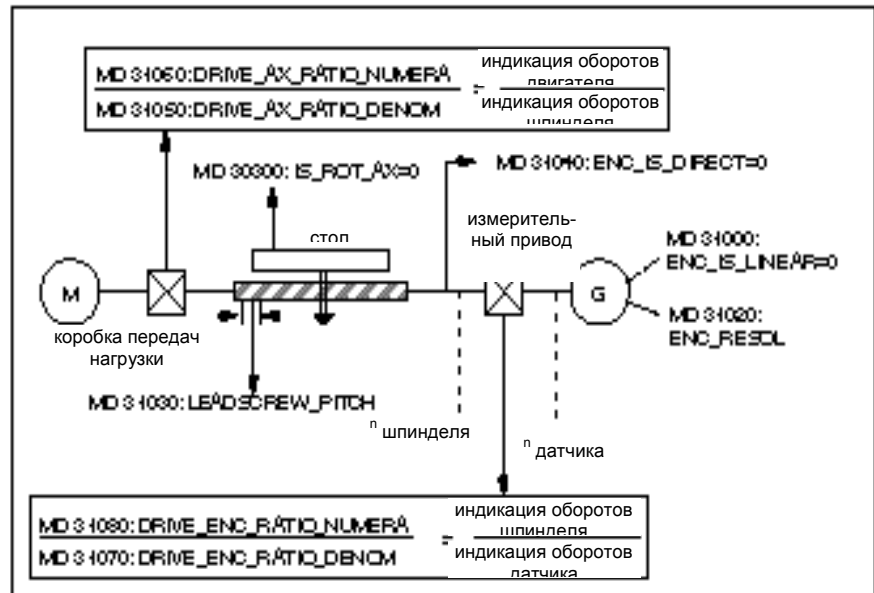 MD 31060:DRIVE_AX_RATIO_NUMERA
MD 31050:DRIVE_AX_RATIO_DENOM
=
индикация оборотов
двигателя
индикация оборотов
шпинделя
MD 30300: IS_ROT_AX=0
MD 31040: ENC_IS_DIRECT=0
стол
измеритель-
ный привод
MD 31000:
ENC_IS_LINEAR=0
M
G
MD 31020:
ENC_RESOL
коробка передач
нагрузки
MD 31030: LEADSCREW_PITCH
n шпинделя
n датчика
MD 31080: DRIVE_ENC_RATIO_NUMERA
MD 31070: DRIVE_ENC_RATIO_DENOM
=
индикация оборотов
шпинделя
индикация оборотов
датчика